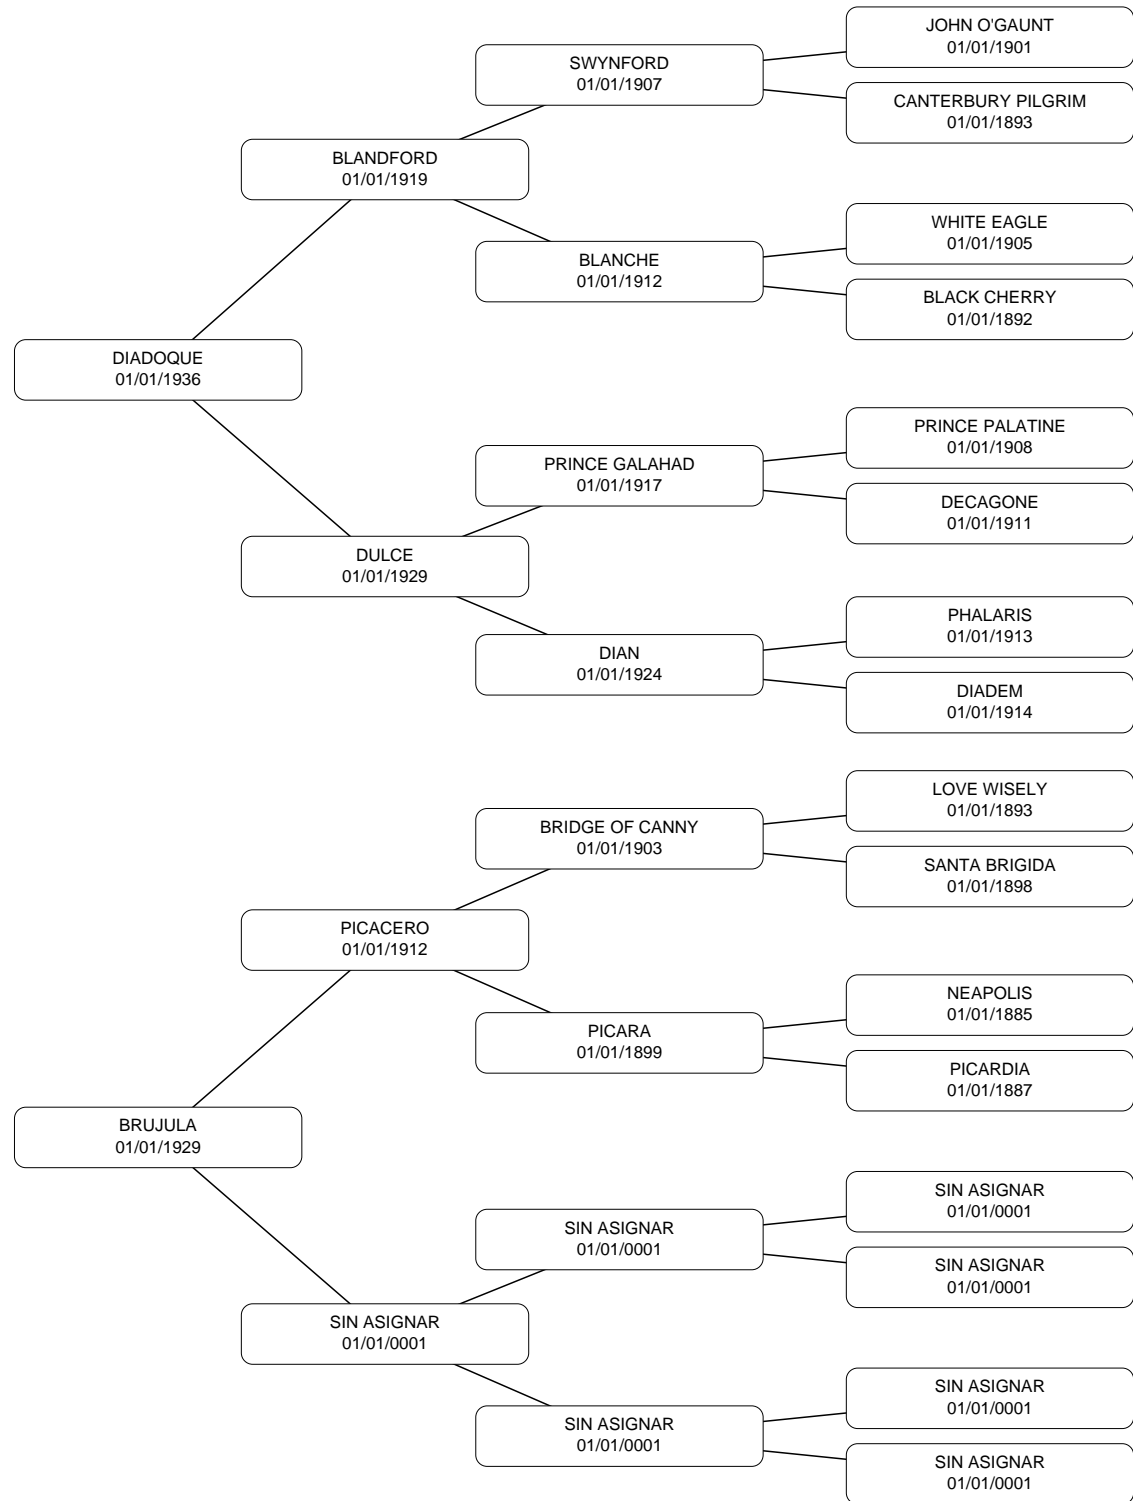 JOHN O'GAUNT
01/01/1901
SWYNFORD
01/01/1907
CANTERBURY PILGRIM
01/01/1893
BLANDFORD
01/01/1919
WHITE EAGLE
01/01/1905
BLANCHE
01/01/1912
BLACK CHERRY
01/01/1892
DIADOQUE
01/01/1936
PRINCE PALATINE
01/01/1908
PRINCE GALAHAD
01/01/1917
DECAGONE
01/01/1911
DULCE
01/01/1929
PHALARIS
01/01/1913
DIAN
01/01/1924
DIADEM
01/01/1914
LOVE WISELY
01/01/1893
BRIDGE OF CANNY
01/01/1903
SANTA BRIGIDA
01/01/1898
PICACERO
01/01/1912
NEAPOLIS
01/01/1885
PICARA
01/01/1899
PICARDIA
01/01/1887
BRUJULA
01/01/1929
SIN ASIGNAR
01/01/0001
SIN ASIGNAR
01/01/0001
SIN ASIGNAR
01/01/0001
SIN ASIGNAR
01/01/0001
SIN ASIGNAR
01/01/0001
SIN ASIGNAR
01/01/0001
SIN ASIGNAR
01/01/0001